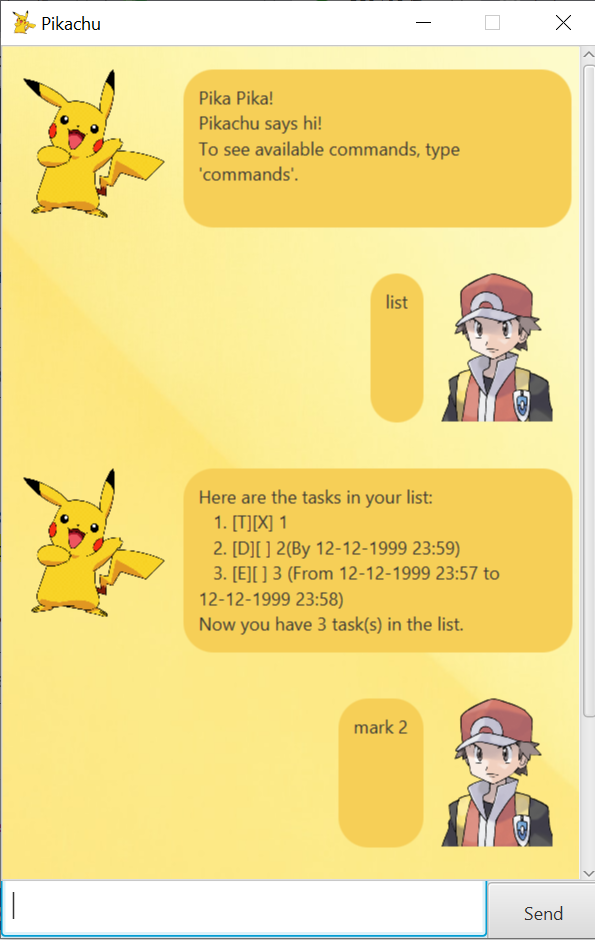 Pikachu
Pika Pika!
Pikachu says hi!
To see available commands, type
'commands'.
list
Here are the tasks in your list:
1. [T][X] 1
2. [D][ ] 2(By 12-12-1999 23:59)
3. [E][ ] 3 (From 12-12-1999 23:57 to
12-12-1999 23:58)
Now you have 3 task(s) in the list.
mark 2
Send